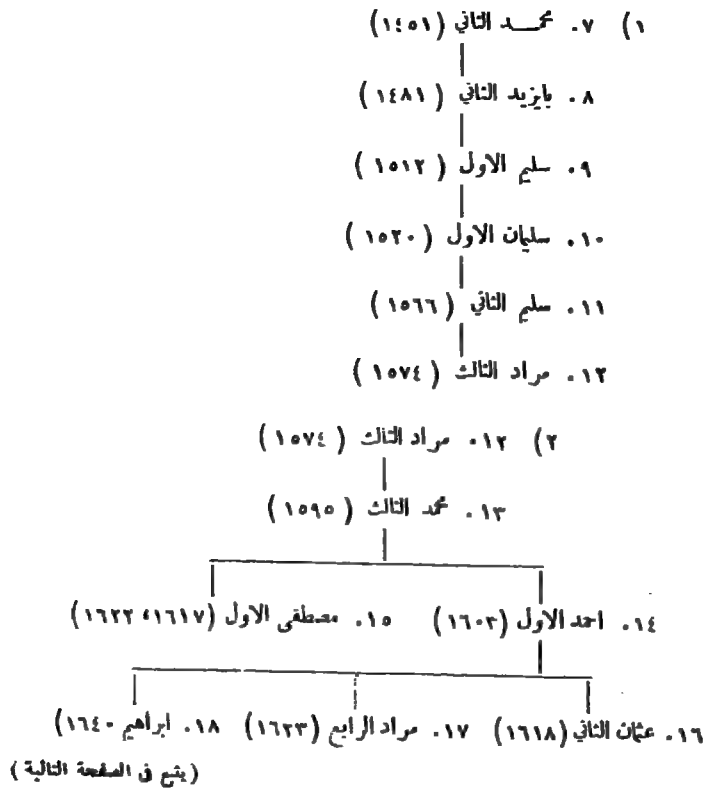 ١) ٧. محمد الثاني (١٤٥١)
٨. بايزيد الثاني (١٤٨١)
٩. سليم الاول (١٥١٢)
١٠. سليمان الاول (١٥٢٠)
١١. سليم الثاني (١٥٦٦)
١٢. مراد الثالث (١٥٧٤)
٢) ١٢. مراد الثالث (١٥٧٤)
١٣. محمد الثالث (١٥٩٥)
١٤. احمد الاول (١٦٠٣) ١٥. مصطفى الاول (١٦١٧، ١٦٢٢)
١٦. عثمان الثاني (١٦١٨) ١٧. مراد الرابع (١٦٢٣) ١٨. ابراهيم ١٦٤٠)
(يتبع في الصفحة التالية)